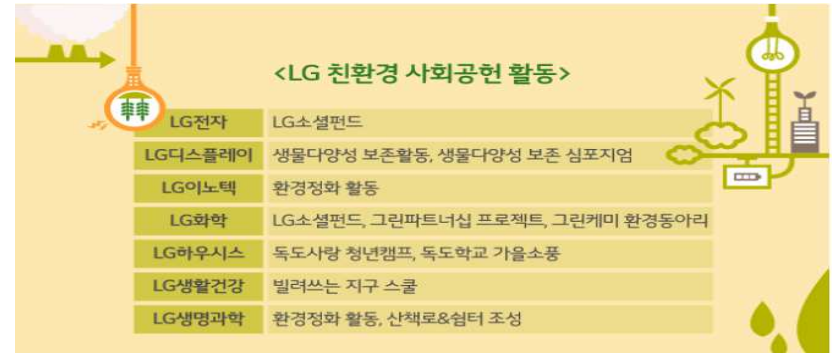 <LG 친환경 사회공헌 활동>
LG전자 LG소셜펀드
LG디스플레이 생물다양성 보존활동, 생물다양성 보존 심포지엄
LG이노텍 환경정화 활동
LG화학 LG소셜펀드, 그린파트너십 프로젝트, 그린케미 환경동아리
LG하우시스 독도사랑 청년캠프, 독도학교 가을소풍
LG생활건강 빌려쓰는 지구 스쿨
LG생명과학 환경정화 활동, 산책로&쉼터 조성